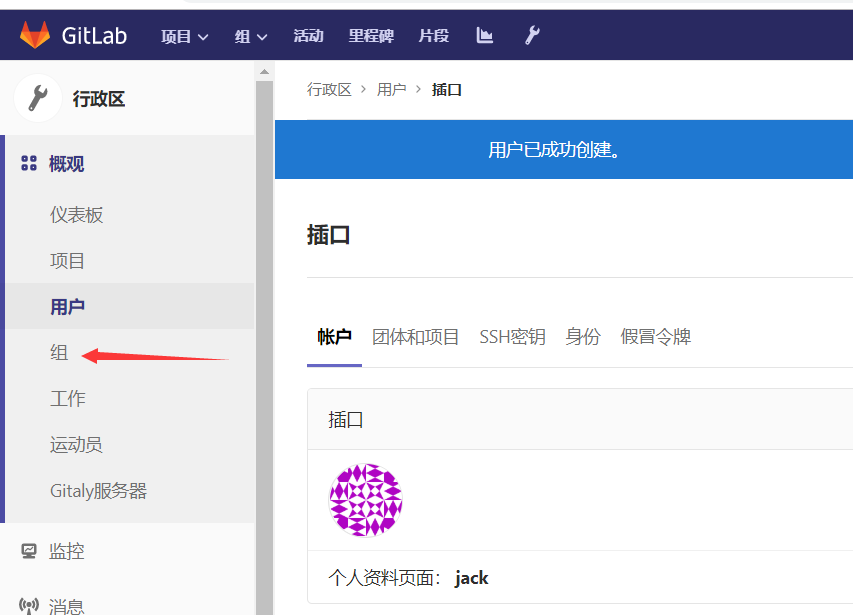 GitLab 项目 组 活动 里程碑 片段
行政区
概观
仪表板
项目
用户
组
工作
运动员
Gitaly服务器
监控
消息
行政区 > 用户 > 插口
用户已成功创建。
插口
帐户 团体和项目 SSH密钥 身份 假冒令牌
插口
个人资料页面： jack